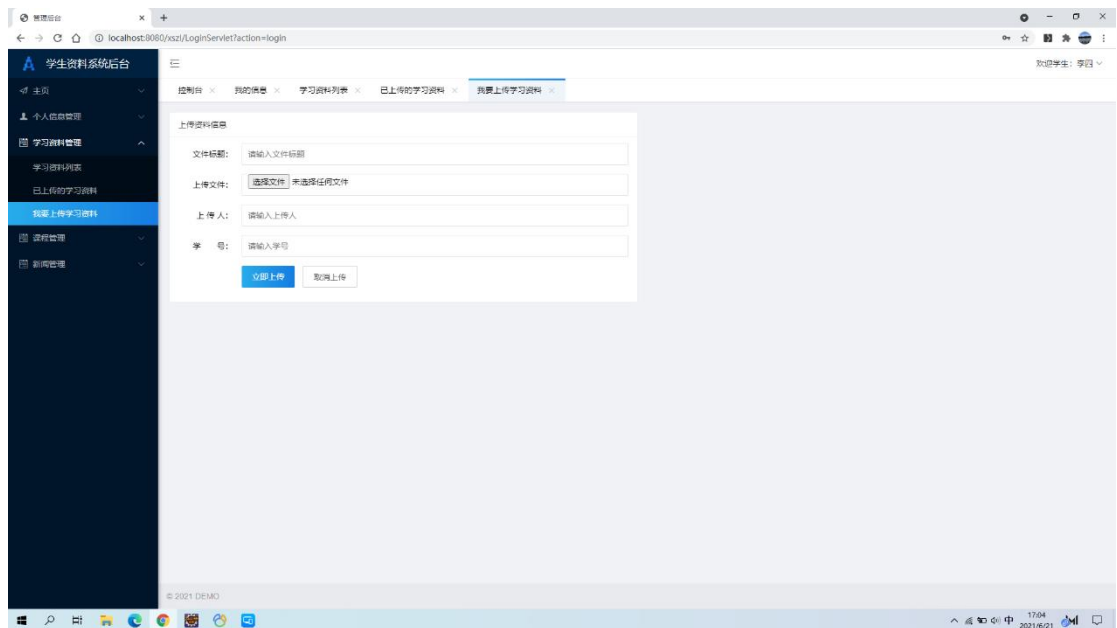 管理后台
localhost:8080/xszl/LoginServlet?action=login
学生资料系统后台
欢迎学生：李四
主页
控制台 我的信息 学习资料列表 已上传的学习资料 我要上传学习资料
个人信息管理
学习资料管理
学习资料列表
已上传的学习资料
我要上传学习资料
课程管理
新闻管理
上传资料信息
文件标题： 请输入文件标题
上传文件： 选择文件 未选择任何文件
上 传 人： 请输入上传人
学 号： 请输入学号
立即上传 取消上传
© 2021 DEMO
中
17:04
2021/6/21